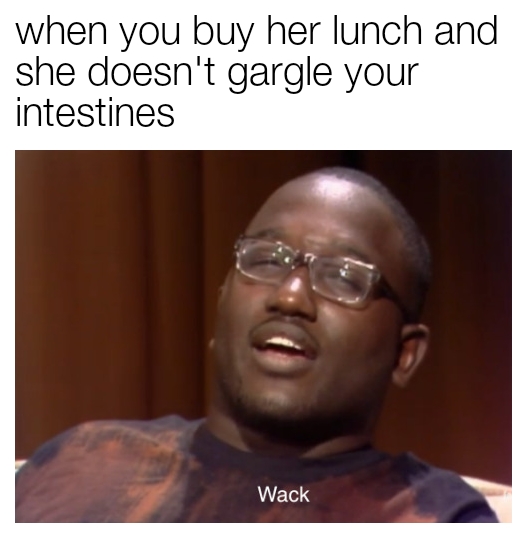 when you buy her lunch and
she doesn't gargle your
intestines
Wack